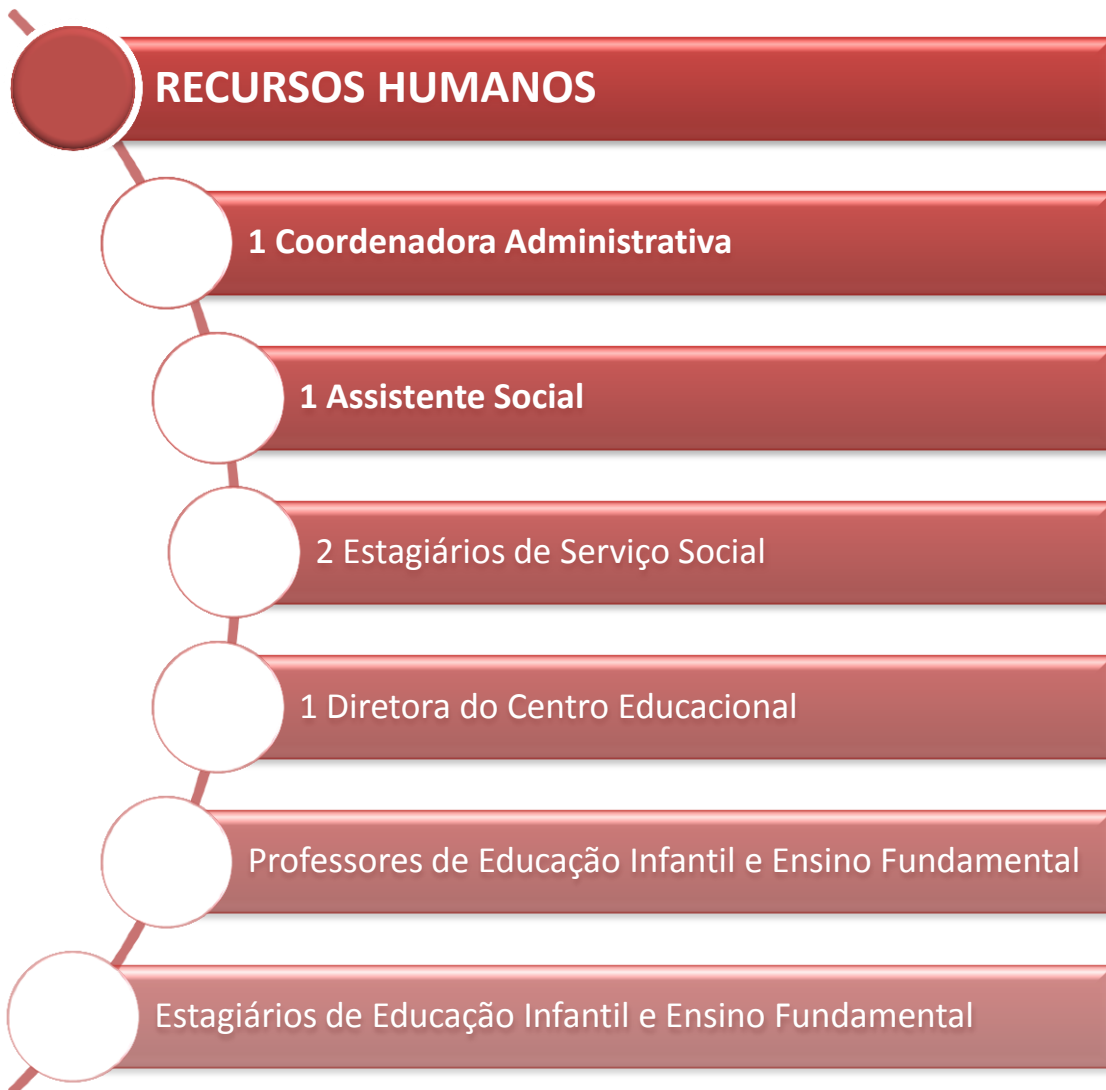 RECURSOS HUMANOS
1 Coordenadora Administrativa
1 Assistente Social
2 Estagiários de Serviço Social
1 Diretora do Centro Educacional
Professores de Educação Infantil e Ensino Fundamental
Estagiários de Educação Infantil e Ensino Fundamental